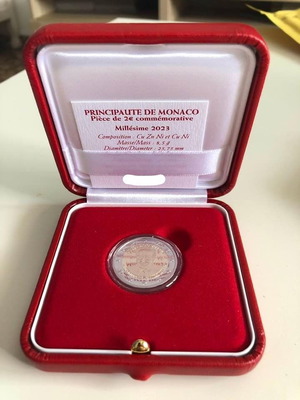 PRINCIPAUTE DE MONACO
Pièce de 2€ commémorative
Millésime 2023
Composition : Cu Zn Ni et Cu Ni
Masse/Mass : 8,5 g
Diamètre/Diameter : 25,75 mm